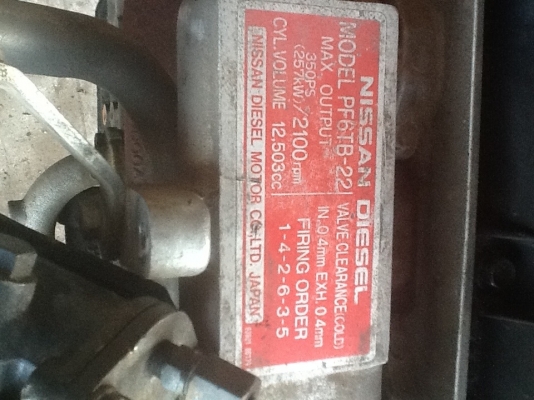 NISSAN DIESEL
MODEL PF6TB-22
MAX. OUTPUT
350PS
(257kW)/2100rpm
CYL. VOLUME 12.503cc
VALVE CLEARANCE(COLD)
IN. 0.4mm EXH. 0.4mm
FIRING ORDER
1-4-2-6-3-5
NISSAN DIESEL MOTOR CO.,LTD. JAPAN